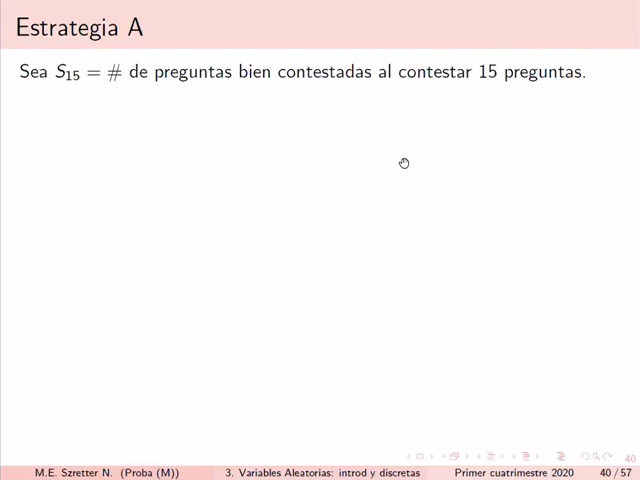 Estrategia A
Sea S₁₅ = # de preguntas bien contestadas al contestar 15 preguntas.
40
M.E. Szretter N. (Proba (M)) 3. Variables Aleatorias: introd y discretas Primer cuatrimestre 2020 40 / 57